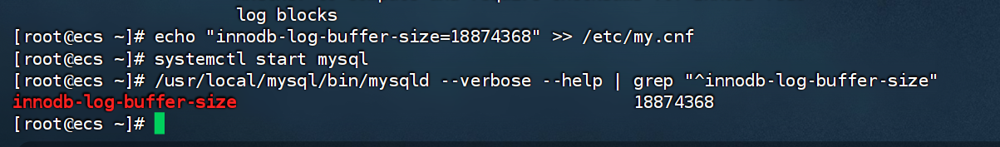 log blocks
[root@ecs ~]# echo "innodb-log-buffer-size=18874368" >> /etc/my.cnf
[root@ecs ~]# systemctl start mysql
[root@ecs ~]# /usr/local/mysql/bin/mysqld --verbose --help | grep "^innodb-log-buffer-size"
innodb-log-buffer-size 18874368
[root@ecs ~]#